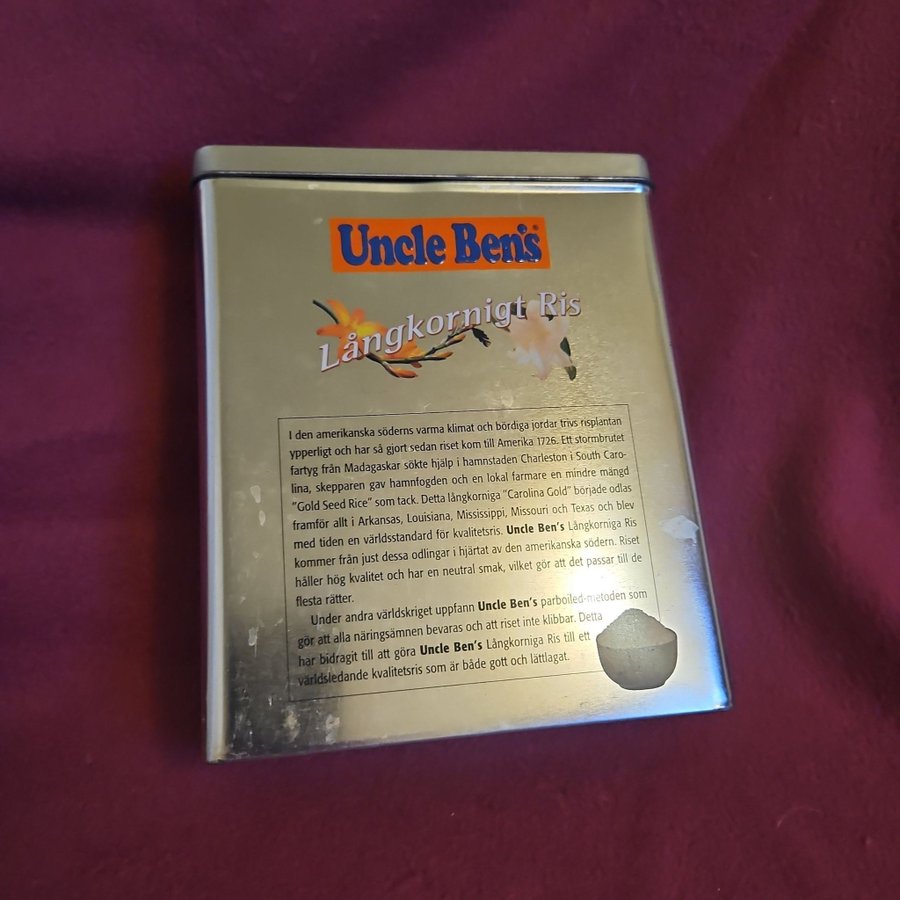 Uncle Ben's®
Långkornigt Ris
I den amerikanska söderns varma klimat och bördiga jordar trivs risplantan
ypperligt och har så gjort sedan riset kom till Amerika 1726. Ett stormbrutet
fartyg från Madagaskar sökte hjälp i hamnstaden Charleston i South Caro-
lina, skepparen gav hamnfogden och en lokal farmare en mindre mängd
"Gold Seed Rice" som tack. Detta långkorniga "Carolina Gold" började odlas
framför allt i Arkansas, Louisiana, Mississippi, Missouri och Texas och blev
med tiden en världsstandard för kvalitetsris. Uncle Ben's Långkorniga Ris
kommer från just dessa odlingar i hjärtat av den amerikanska södern. Riset
håller hög kvalitet och har en neutral smak, vilket gör att det passar till de
flesta rätter.
Under andra världskriget uppfann Uncle Ben's parboiled-metoden som
gör att alla näringsämnen bevaras och att riset inte klibbar. Detta
har bidragit till att göra Uncle Ben's Långkorniga Ris till ett
världsledande kvalitetsris som är både gott och lättlagat.